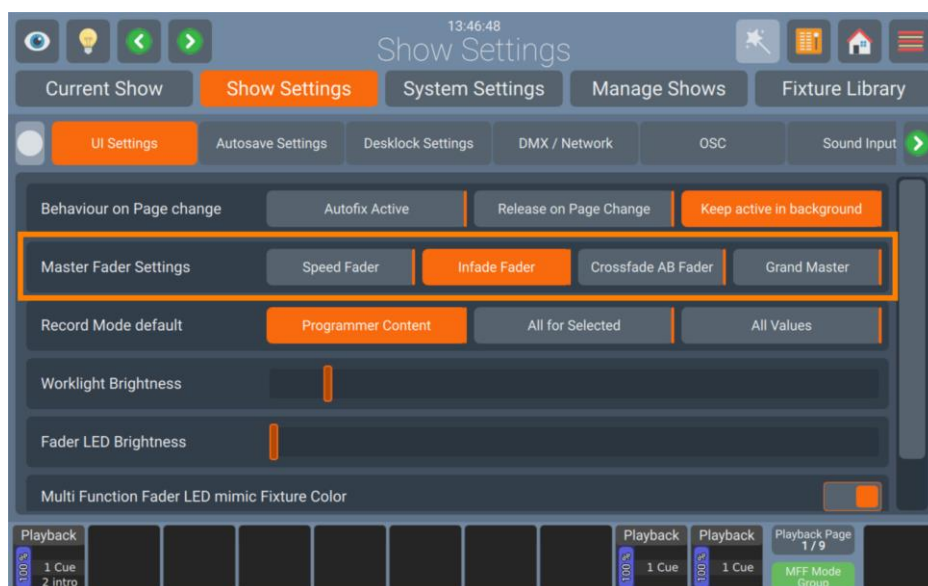 13:46:48
Show Settings
Current Show Show Settings System Settings Manage Shows Fixture Library
UI Settings Autosave Settings Desklock Settings DMX / Network OSC Sound Input
Behaviour on Page change Autofix Active Release on Page Change Keep active in background
Master Fader Settings Speed Fader Infade Fader Crossfade AB Fader Grand Master
Record Mode default Programmer Content All for Selected All Values
Worklight Brightness
Fader LED Brightness
Multi Function Fader LED mimic Fixture Color
Playback Playback Playback Playback Page
1/9
100 % 1 Cue 100 % 1 Cue 100 % 1 Cue MFF Mode
2 intro Group